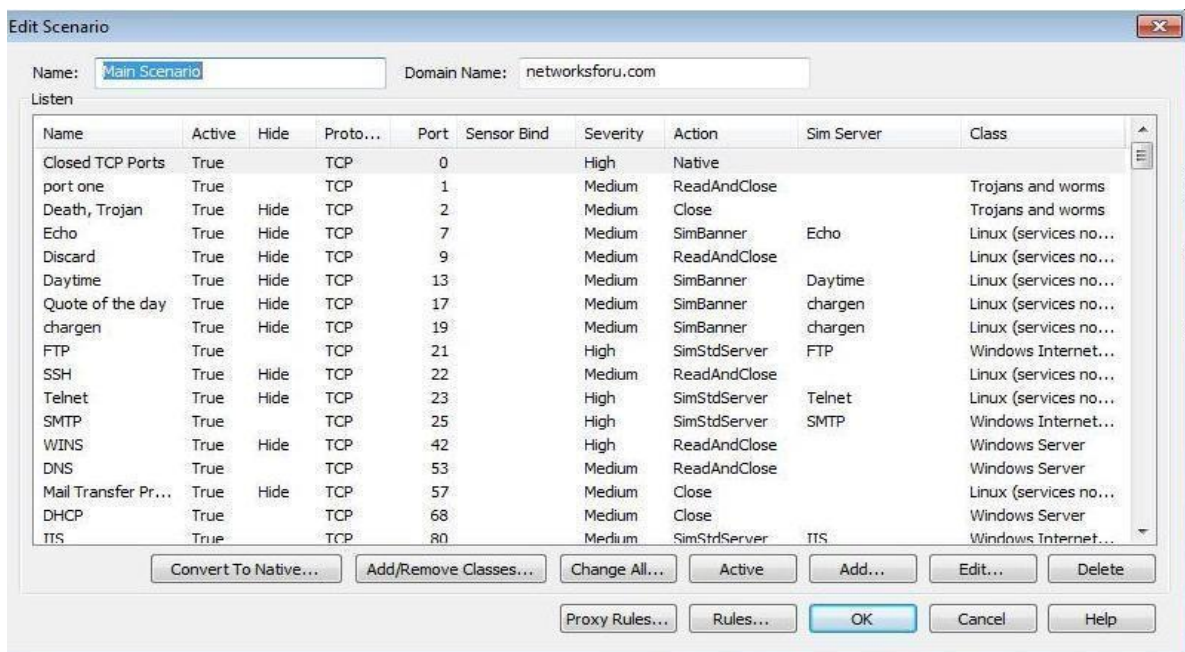 Edit Scenario
Name: Main Scenario Domain Name: networksforu.com
Listen
Name Active Hide Proto... Port Sensor Bind Severity Action Sim Server Class
Closed TCP Ports True TCP 0 High Native
port one True TCP 1 Medium ReadAndClose Trojans and worms
Death, Trojan True Hide TCP 2 Medium Close Trojans and worms
Echo True Hide TCP 7 Medium SimBanner Echo Linux (services no...
Discard True Hide TCP 9 Medium ReadAndClose Linux (services no...
Daytime True Hide TCP 13 Medium SimBanner Daytime Linux (services no...
Quote of the day True Hide TCP 17 Medium SimBanner chargen Linux (services no...
chargen True Hide TCP 19 Medium SimBanner chargen Linux (services no...
FTP True TCP 21 High SimStdServer FTP Windows Internet...
SSH True Hide TCP 22 Medium ReadAndClose Linux (services no...
Telnet True Hide TCP 23 High SimStdServer Telnet Linux (services no...
SMTP True TCP 25 High SimStdServer SMTP Windows Internet...
WINS True Hide TCP 42 High ReadAndClose Windows Server
DNS True TCP 53 Medium ReadAndClose Windows Server
Mail Transfer Pr... True Hide TCP 57 Medium Close Linux (services no...
DHCP True TCP 68 Medium Close Windows Server
IIS True TCP 80 Medium SimStdServer IIS Windows Internet...
Convert To Native... Add/Remove Classes... Change All... Active Add... Edit... Delete
Proxy Rules... Rules... OK Cancel Help